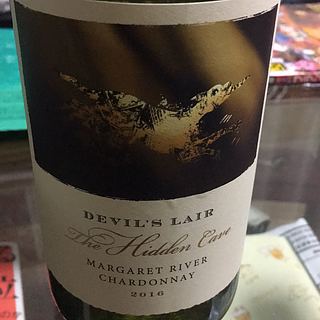 DEVIL'S LAIR
The Hidden Cave
MARGARET RIVER
CHARDONNAY
2016